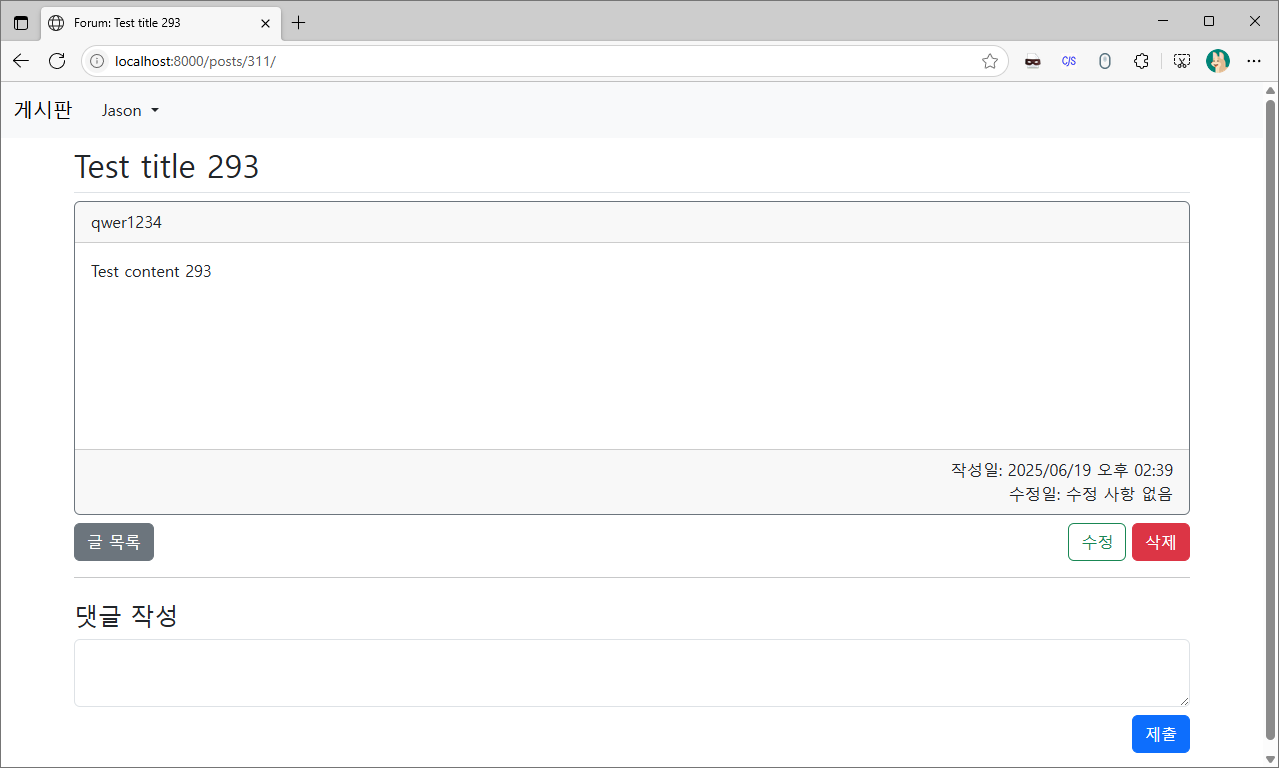 Forum: Test title 293
localhost:8000/posts/311/
C/S
게시판 Jason
Test title 293
qwer1234
Test content 293
작성일: 2025/06/19 오후 02:39
수정일: 수정 사항 없음
글 목록 수정 삭제
댓글 작성
제출